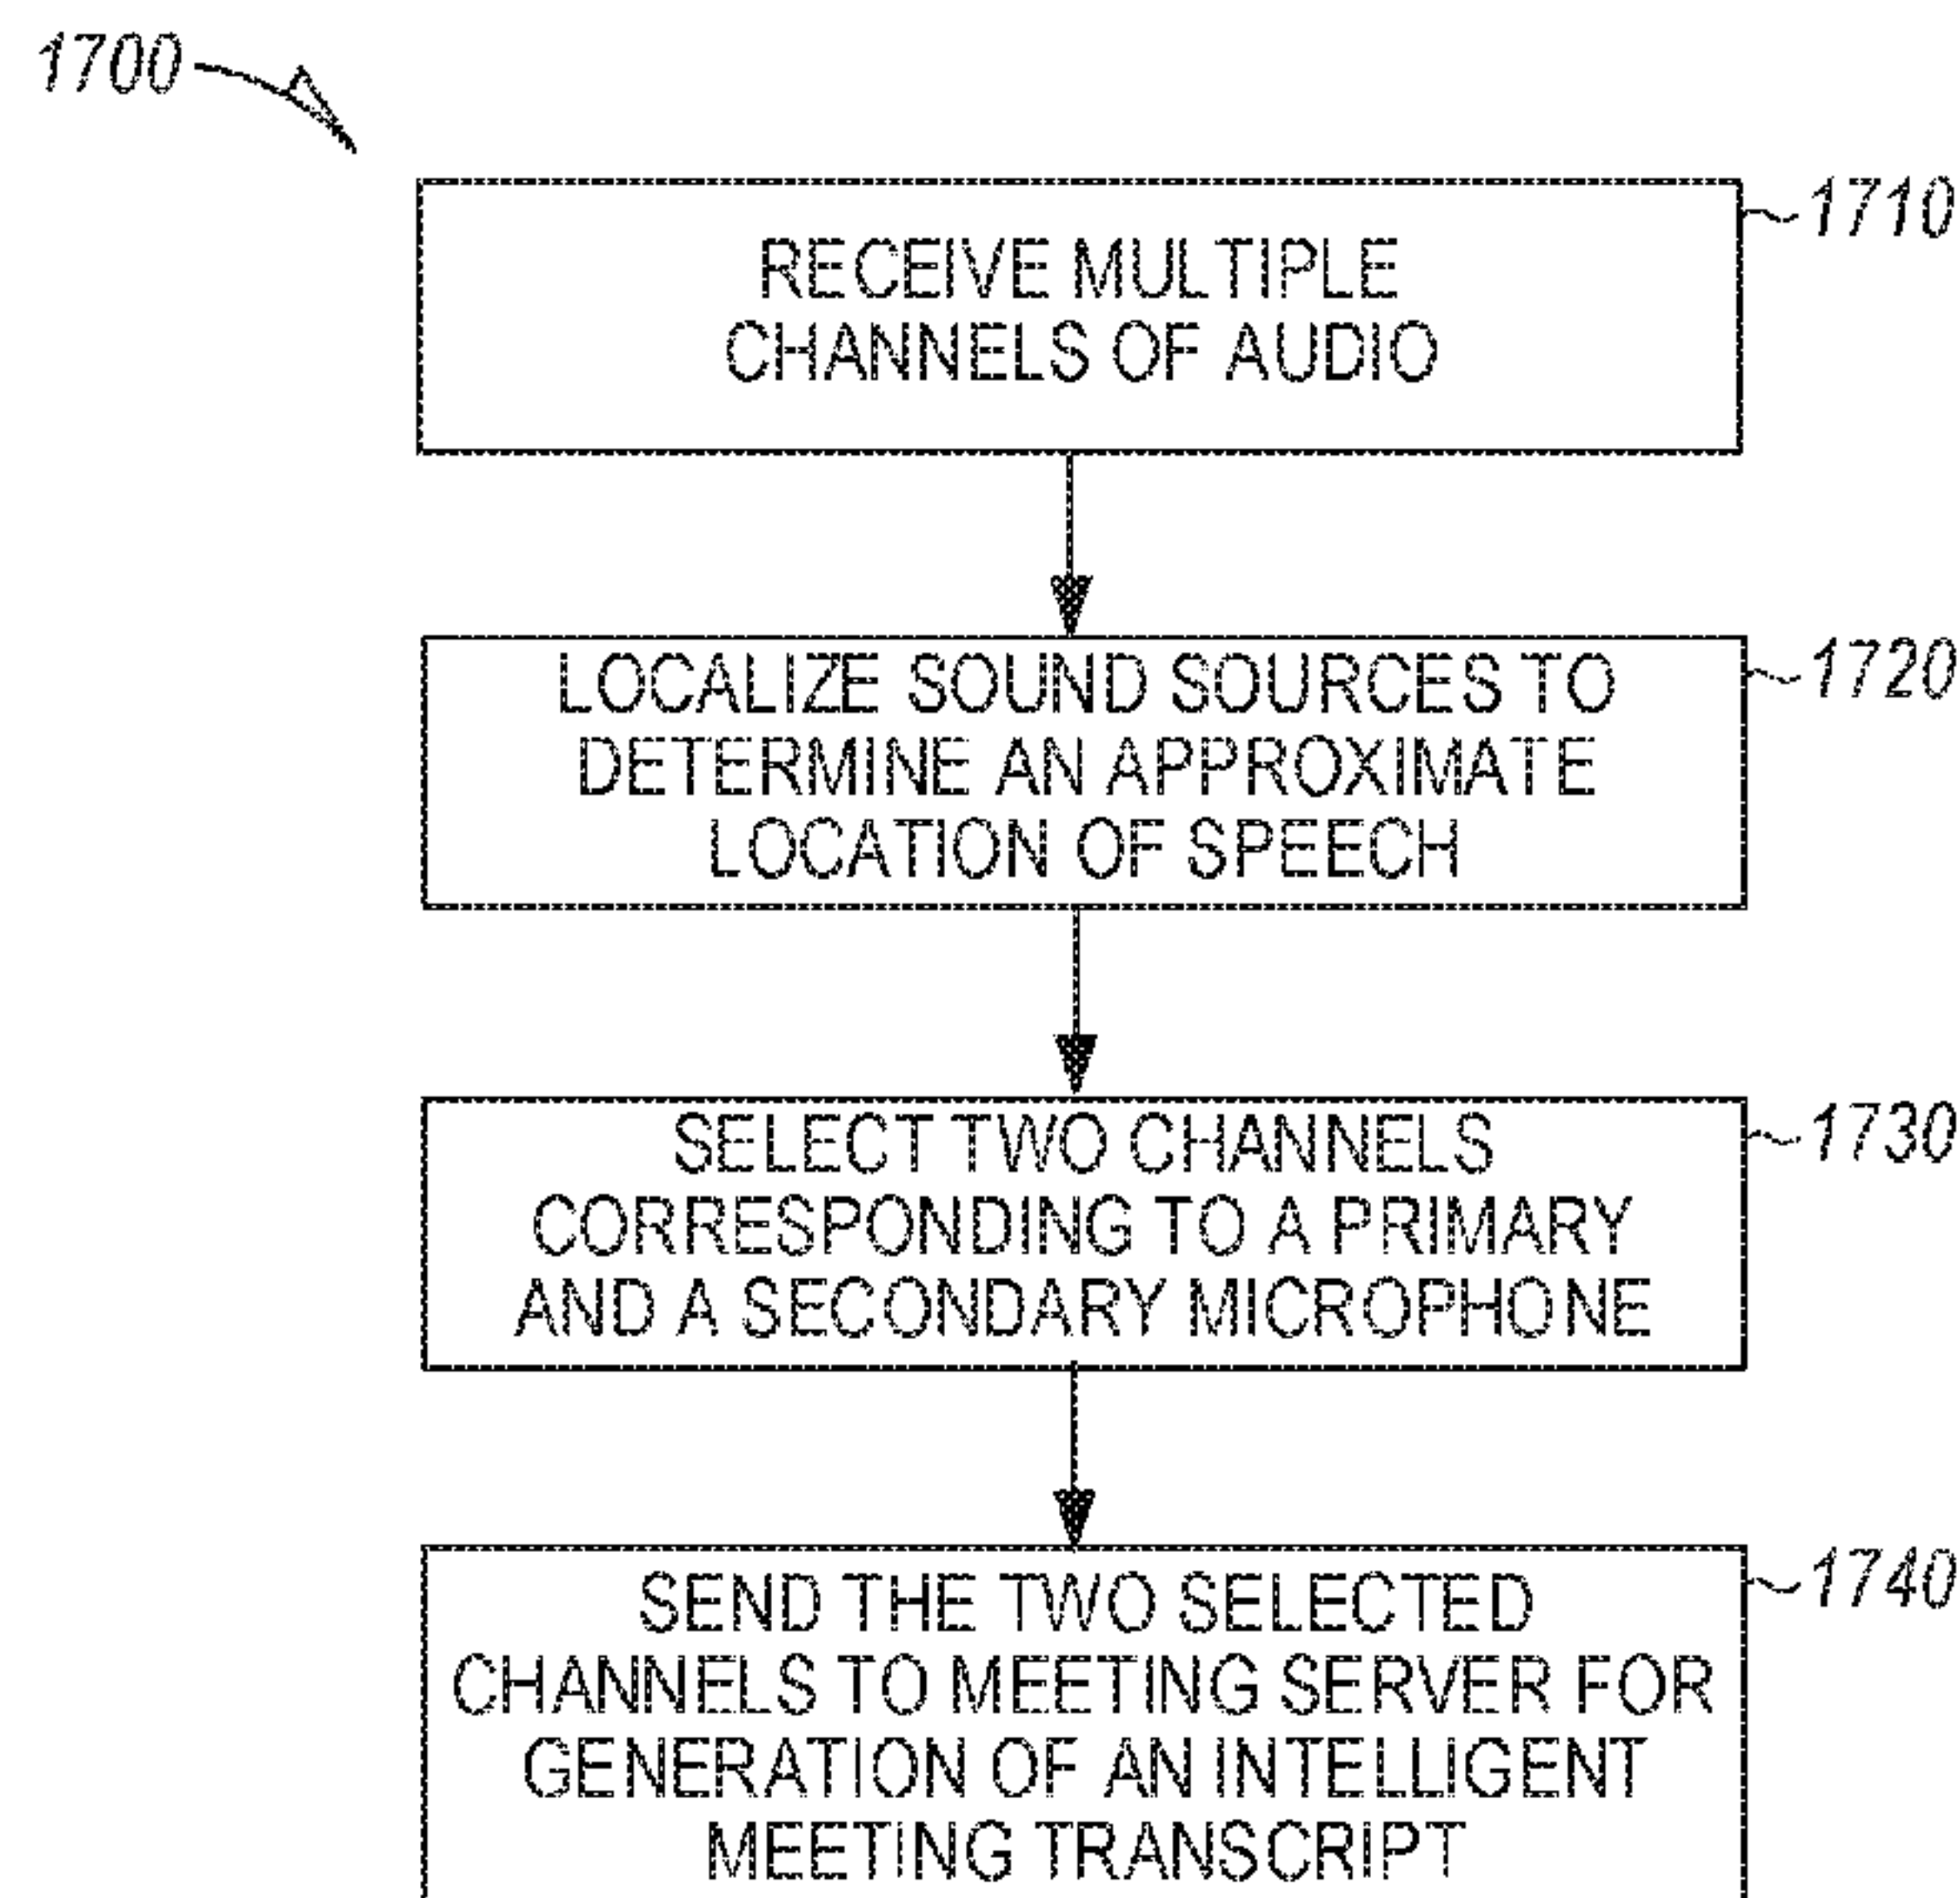 1700
RECEIVE MULTIPLE
CHANNELS OF AUDIO
1710
LOCALIZE SOUND SOURCES TO
DETERMINE AN APPROXIMATE
LOCATION OF SPEECH
1720
SELECT TWO CHANNELS
CORRESPONDING TO A PRIMARY
AND A SECONDARY MICROPHONE
1730
SEND THE TWO SELECTED
CHANNELS TO MEETING SERVER FOR
GENERATION OF AN INTELLIGENT
MEETING TRANSCRIPT
1740